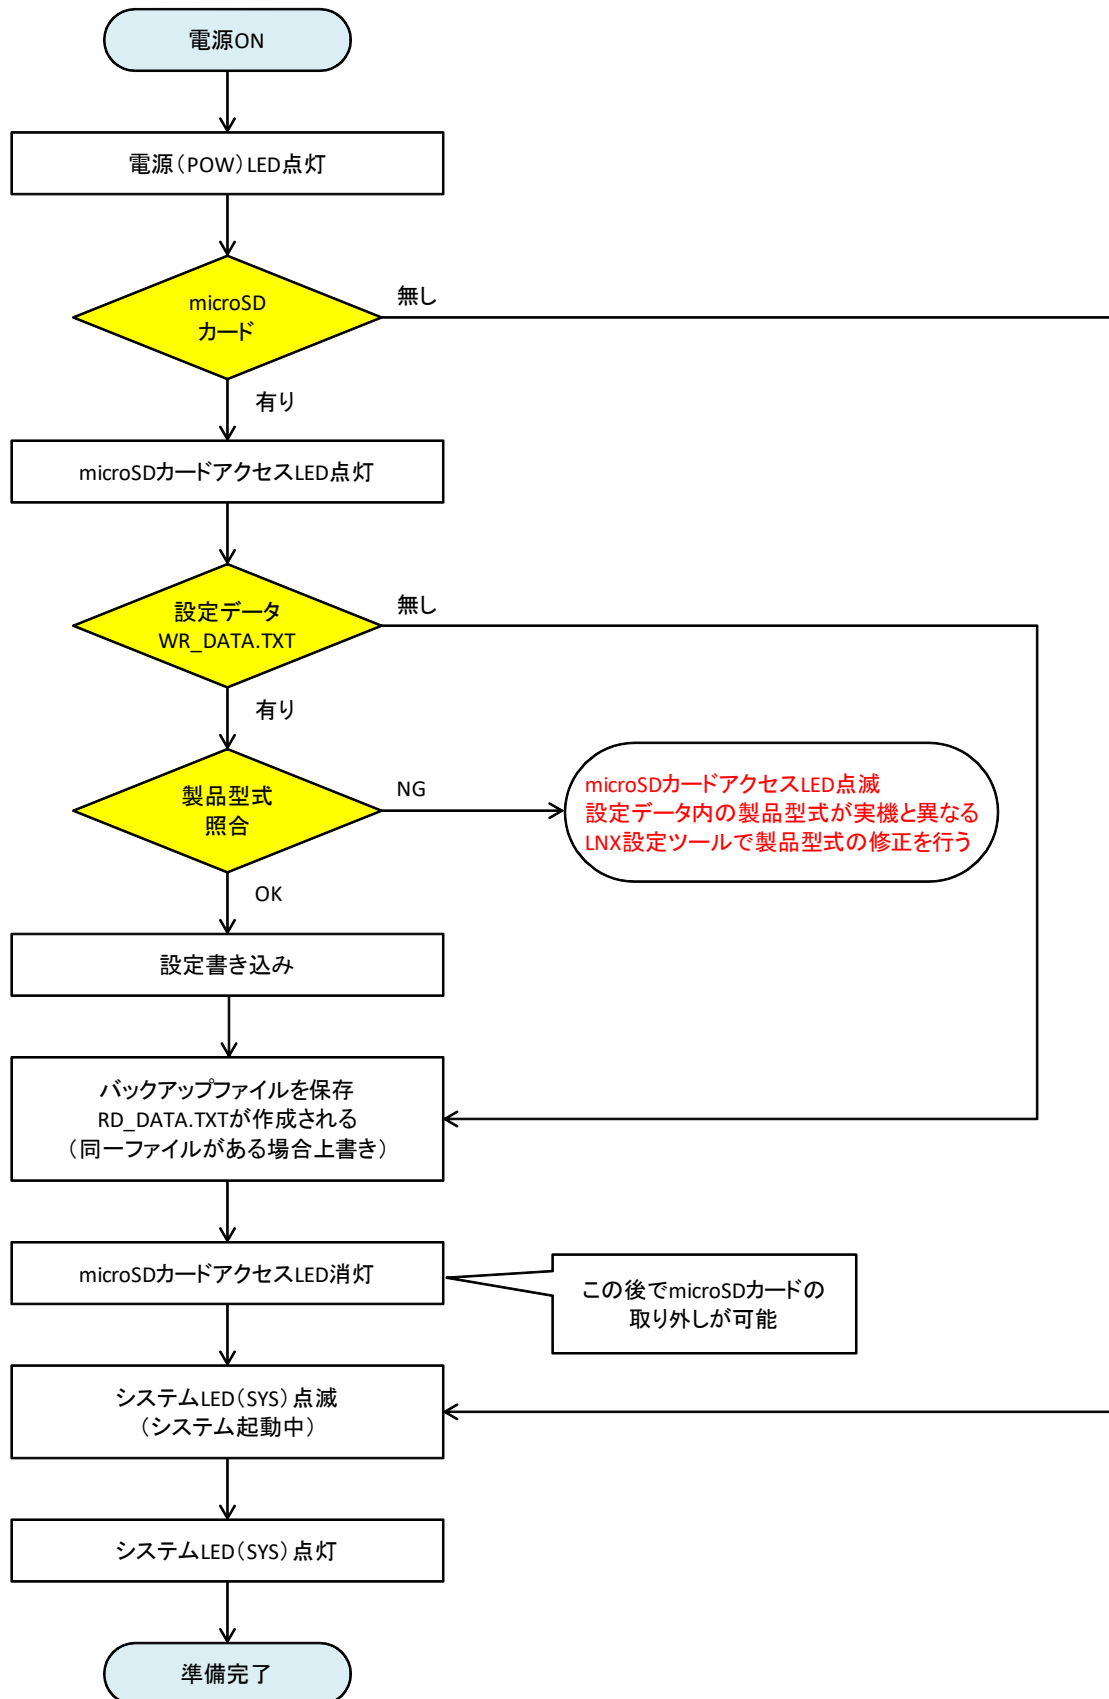 電源ON
電源（POW）LED点灯
microSD
カード
無し
有り
microSDカードアクセスLED点灯
設定データ
WR_DATA.TXT
無し
有り
製品型式
照合
NG
microSDカードアクセスLED点滅
設定データ内の製品型式が実機と異なる
LNX設定ツールで製品型式の修正を行う
OK
設定書き込み
バックアップファイルを保存
RD_DATA.TXTが作成される
（同一ファイルがある場合上書き）
microSDカードアクセスLED消灯
この後でmicroSDカードの
取り外しが可能
システムLED（SYS）点滅
（システム起動中）
システムLED（SYS）点灯
準備完了